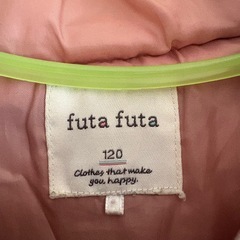 futa futa
120
Clothes that make
you, happy.